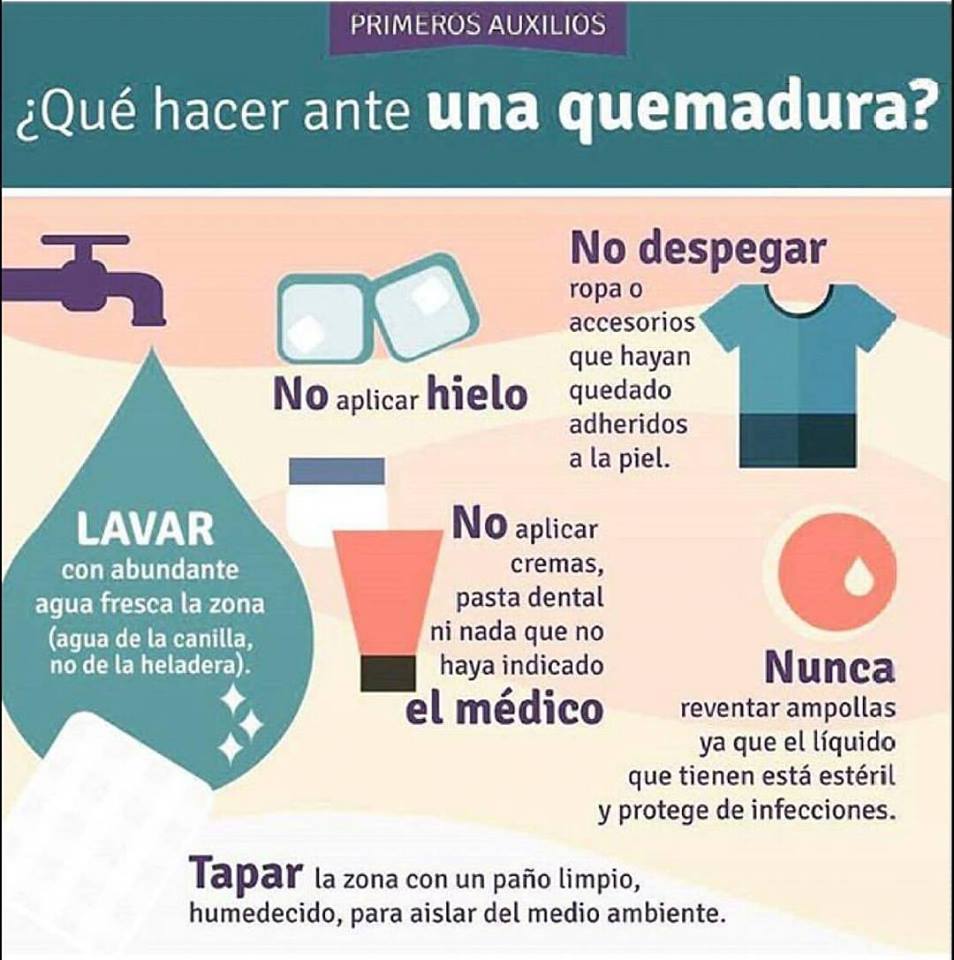 PRIMEROS AUXILIOS
¿Qué hacer ante una quemadura?
No despegar
ropa o
accesorios
que hayan
quedado
adheridos
a la piel.
No aplicar hielo
LAVAR
con abundante
agua fresca la zona
(agua de la canilla,
no de la heladera).
No aplicar
cremas,
pasta dental
ni nada que no
haya indicado
el médico
Nunca
reventar ampollas
ya que el líquido
que tienen está estéril
y protege de infecciones.
Tapar la zona con un paño limpio,
humedecido, para aislar del medio ambiente.